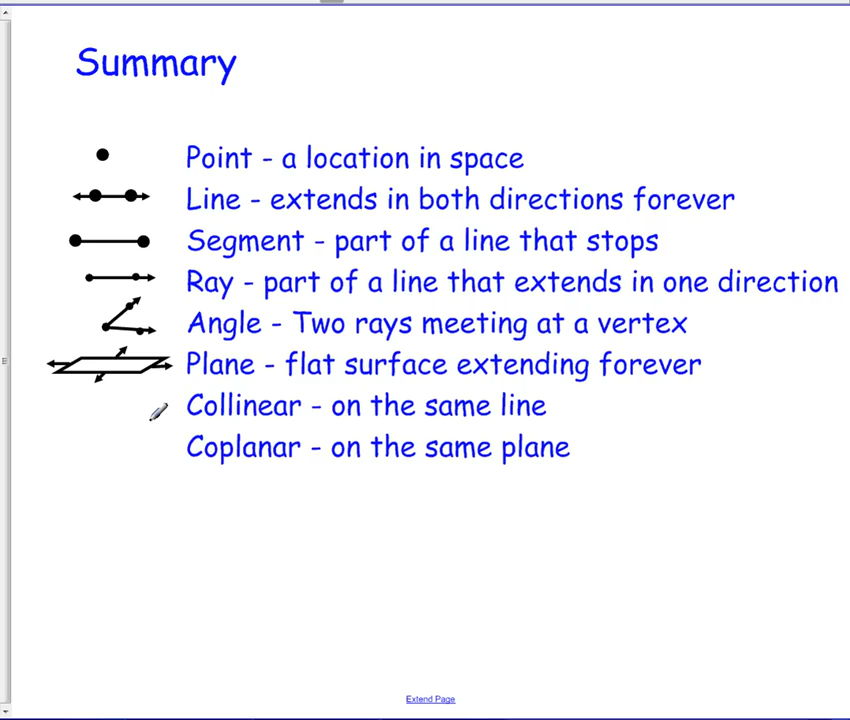 Summary
Point - a location in space
Line - extends in both directions forever
Segment - part of a line that stops
Ray - part of a line that extends in one direction
Angle - Two rays meeting at a vertex
Plane - flat surface extending forever
Collinear - on the same line
Coplanar - on the same plane
Extend Page